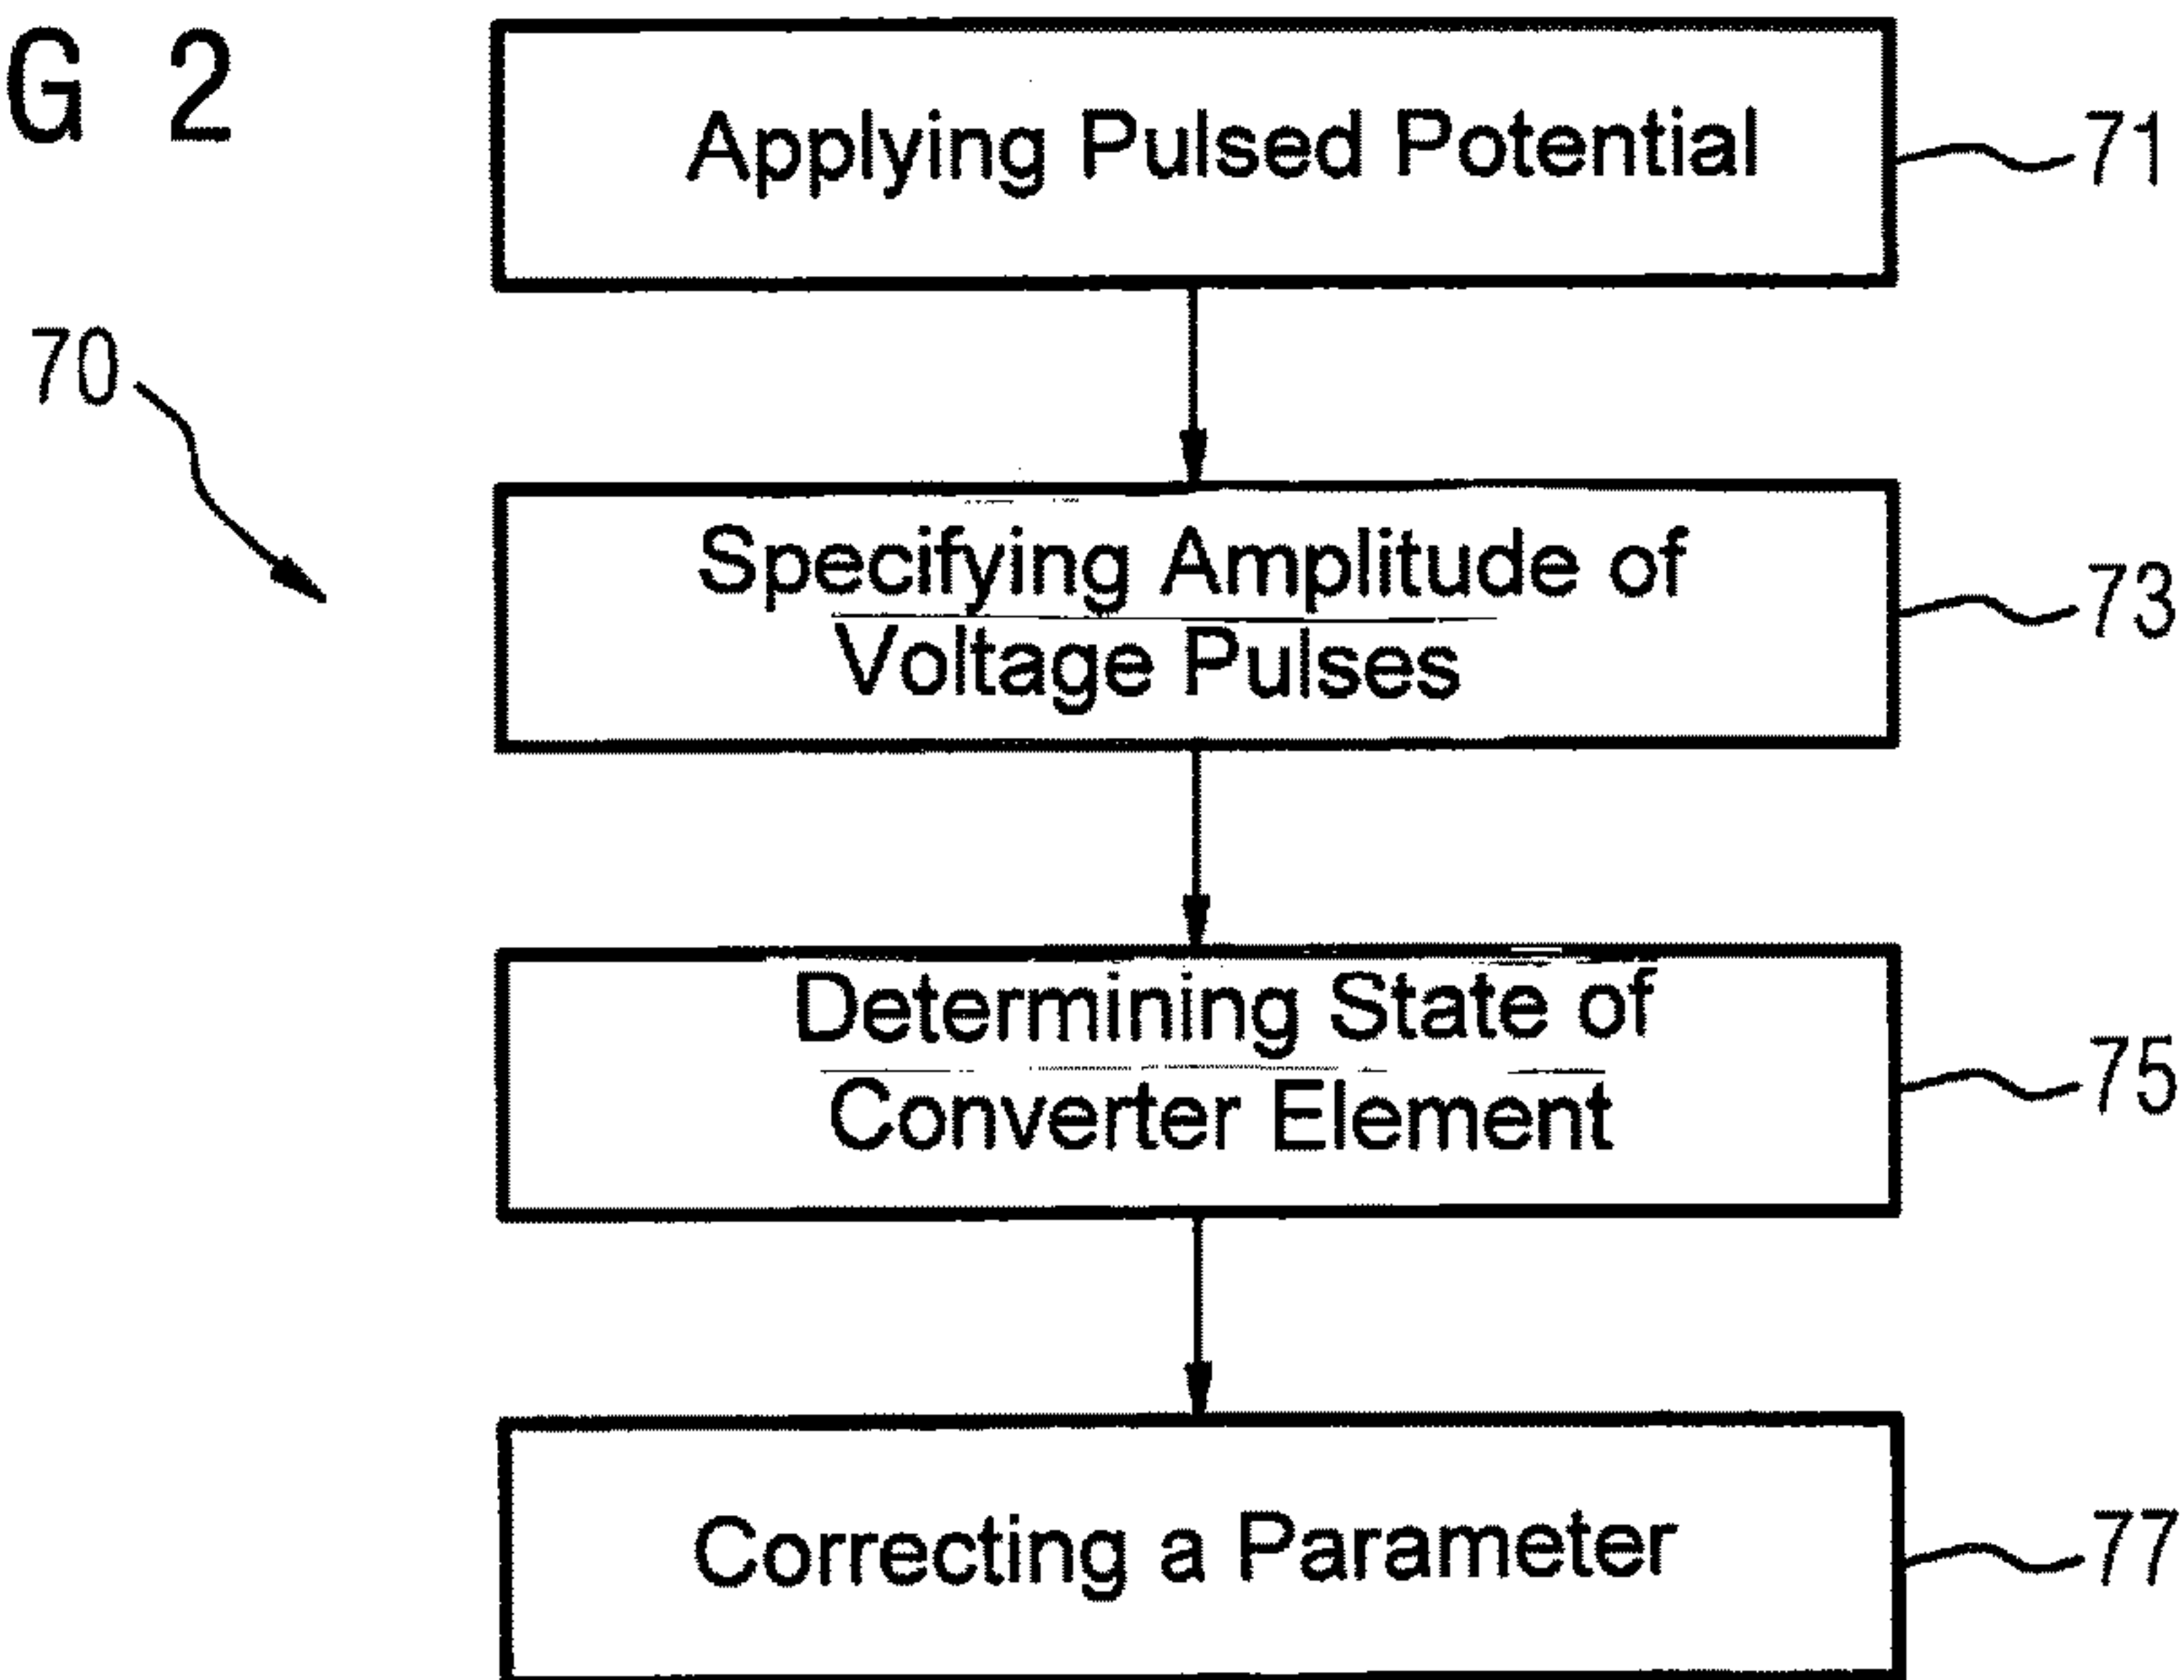 G 2
Applying Pulsed Potential
71
70
Specifying Amplitude of
Voltage Pulses
73
Determining State of
Converter Element
75
Correcting a Parameter
77